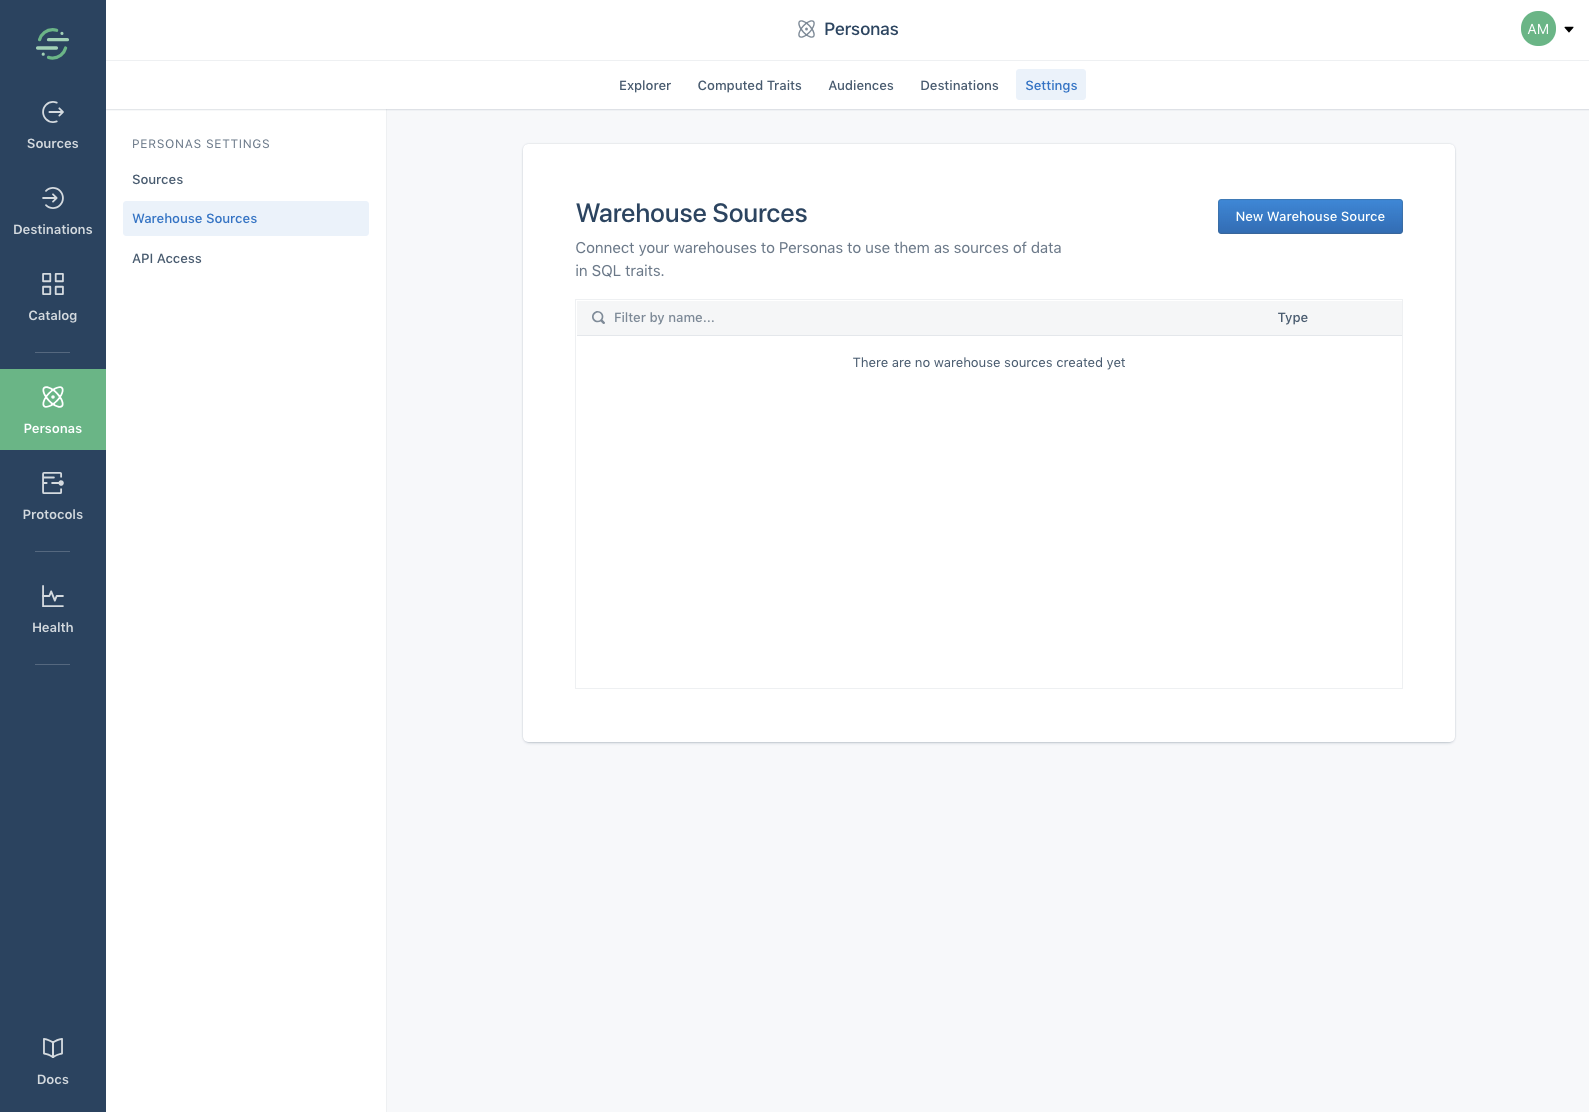 Personas
AM
Explorer
Computed Traits
Audiences
Destinations
Settings
Sources
Destinations
Catalog
Personas
Protocols
Health
Docs
PERSONAS SETTINGS
Sources
Warehouse Sources
API Access
Warehouse Sources
New Warehouse Source
Connect your warehouses to Personas to use them as sources of data
in SQL traits.
Filter by name...
Type
There are no warehouse sources created yet